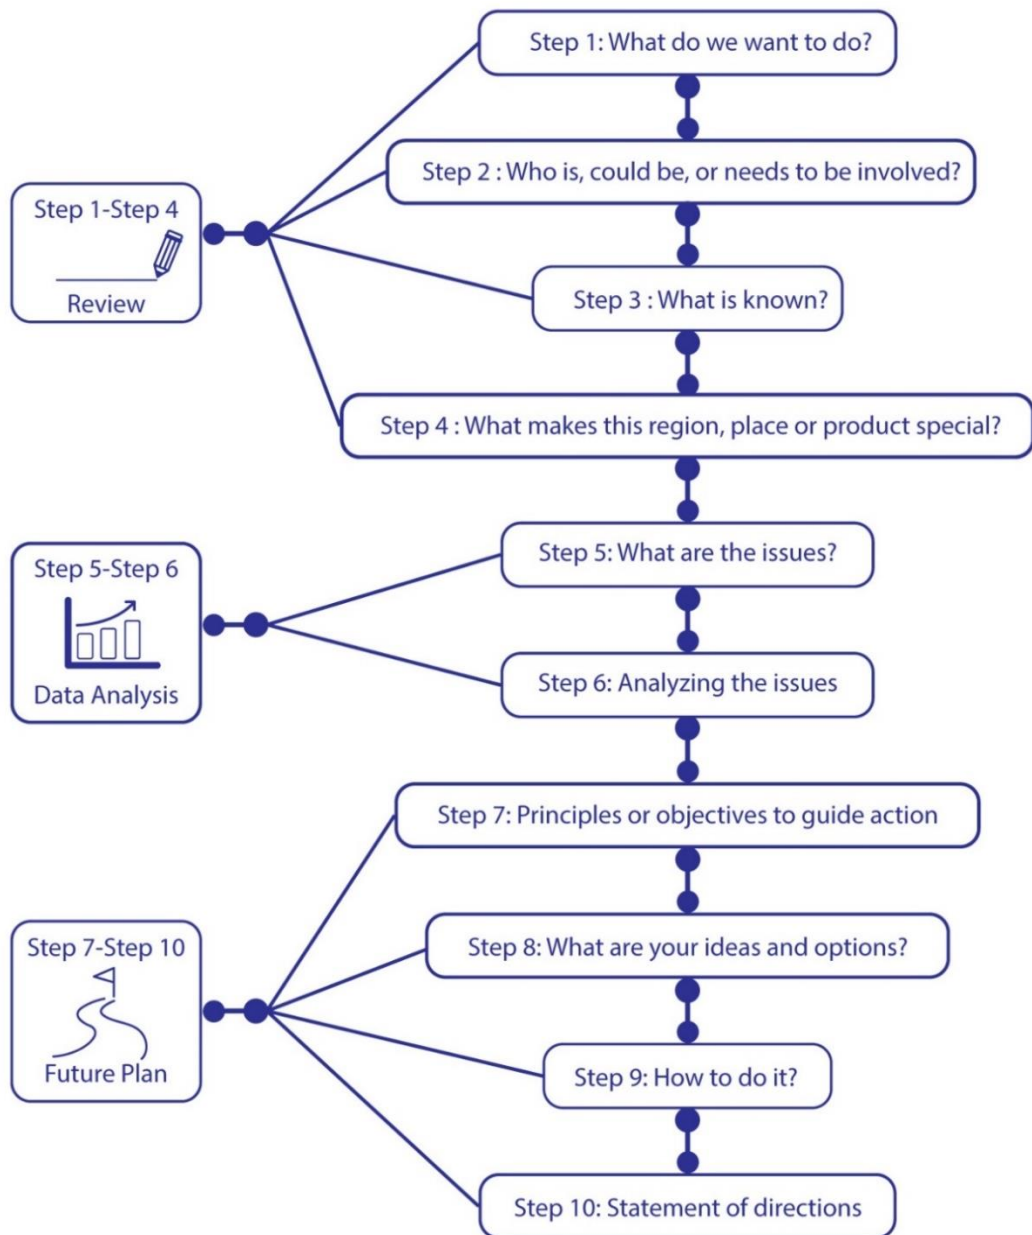 Step 1: What do we want to do?
Step 2 : Who is, could be, or needs to be involved?
Step 1-Step 4
Review
Step 3 : What is known?
Step 4 : What makes this region, place or product special?
Step 5: What are the issues?
Step 5-Step 6
Data Analysis
Step 6: Analyzing the issues
Step 7: Principles or objectives to guide action
Step 8: What are your ideas and options?
Step 7-Step 10
Future Plan
Step 9: How to do it?
Step 10: Statement of directions